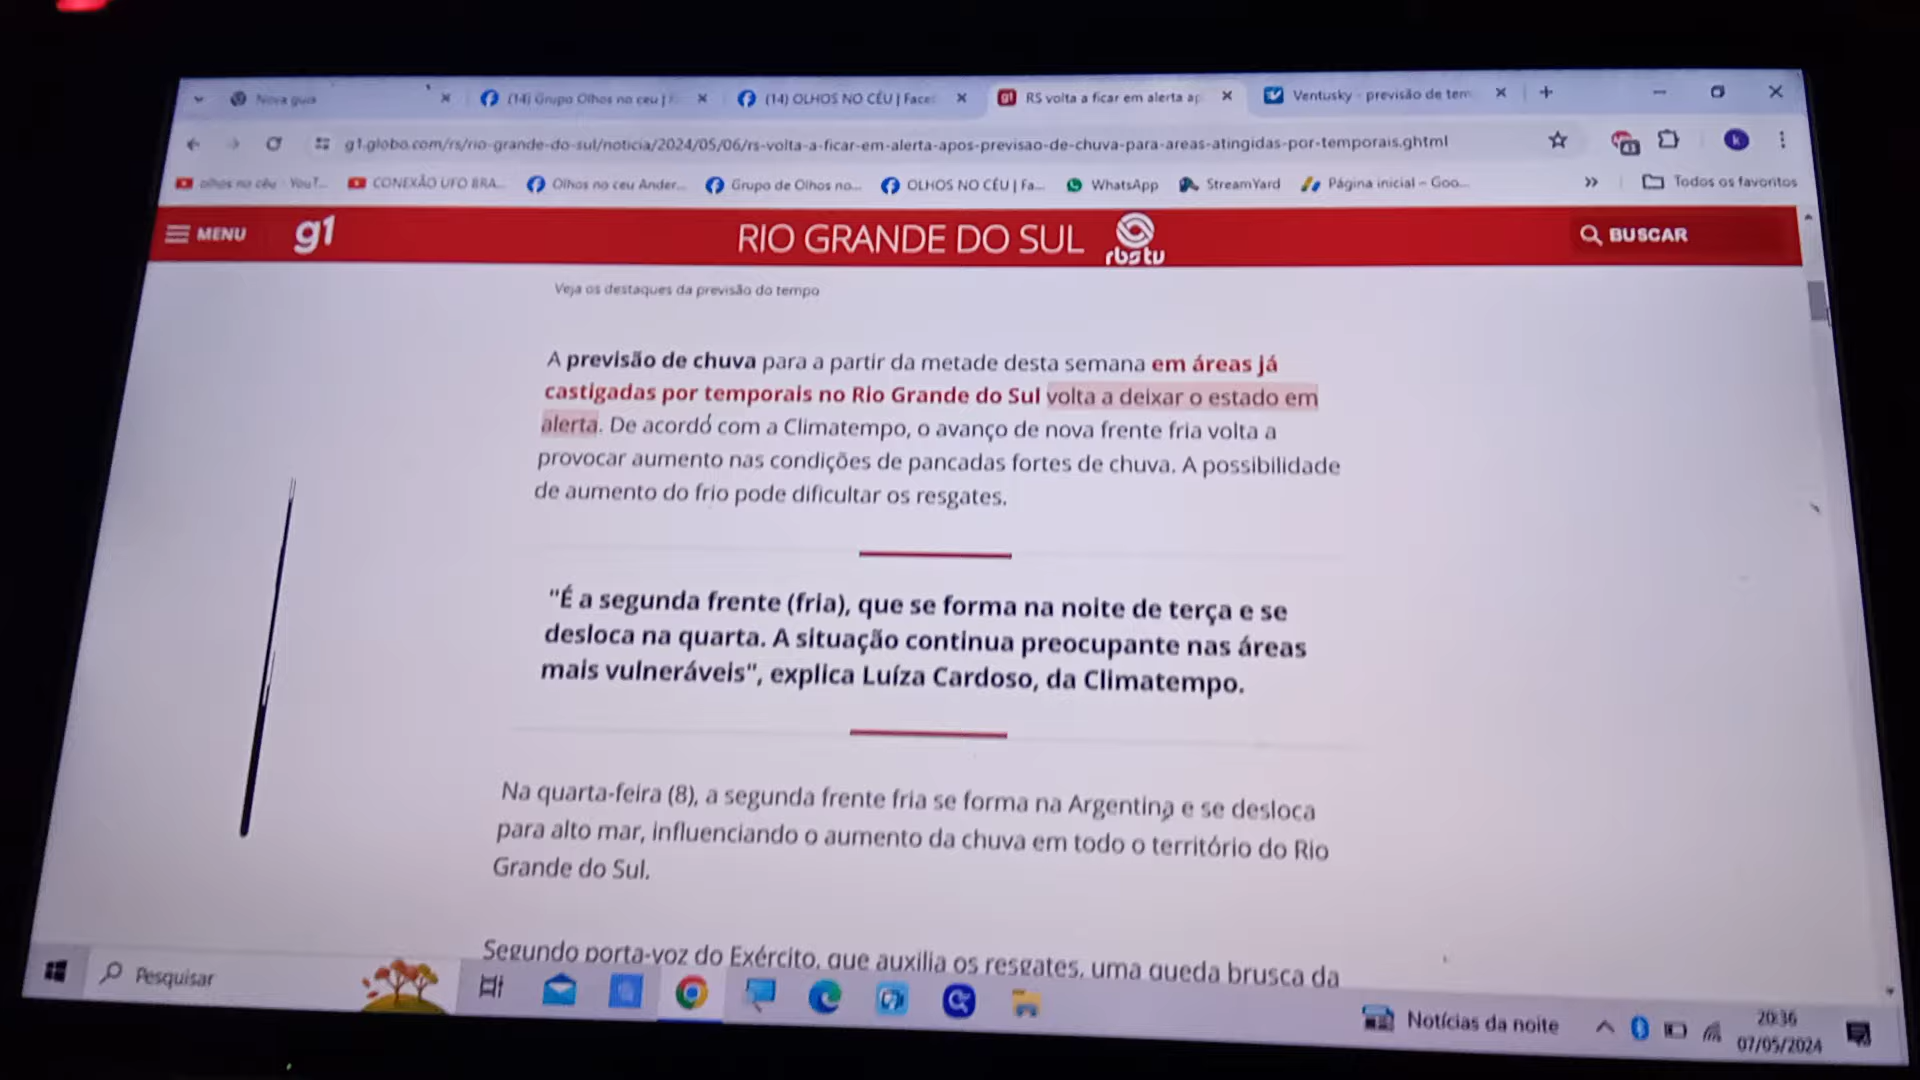 Nova guia
(14) Grupo Olhos no ceu | F
(14) OLHOS NO CÉU | Face
RS volta a ficar em alerta ap
Ventusky - previsão de tem
g1.globo.com/rs/rio-grande-do-sul/noticia/2024/05/06/rs-volta-a-ficar-em-alerta-apos-previsao-de-chuva-para-areas-atingidas-por-temporais.ghtml
olhos no céu - YouT...
CONEXÃO UFO BRA...
Olhos no ceu Ander...
Grupo de Olhos no...
OLHOS NO CÉU | Fa...
WhatsApp
StreamYard
Página inicial – Goo...
Todos os favoritos
MENU
g1
RIO GRANDE DO SUL
rbs tv
BUSCAR
Veja os destaques da previsão do tempo
A previsão de chuva para a partir da metade desta semana em áreas já
castigadas por temporais no Rio Grande do Sul volta a deixar o estado em
alerta. De acordo com a Climatempo, o avanço de nova frente fria volta a
provocar aumento nas condições de pancadas fortes de chuva. A possibilidade
de aumento do frio pode dificultar os resgates.
"É a segunda frente (fria), que se forma na noite de terça e se
desloca na quarta. A situação continua preocupante nas áreas
mais vulneráveis", explica Luíza Cardoso, da Climatempo.
Na quarta-feira (8), a segunda frente fria se forma na Argentina e se desloca
para alto mar, influenciando o aumento da chuva em todo o território do Rio
Grande do Sul.
Segundo porta-voz do Exército, que auxilia os resgates, uma queda brusca da
Pesquisar
Notícias da noite
20:36
07/05/2024